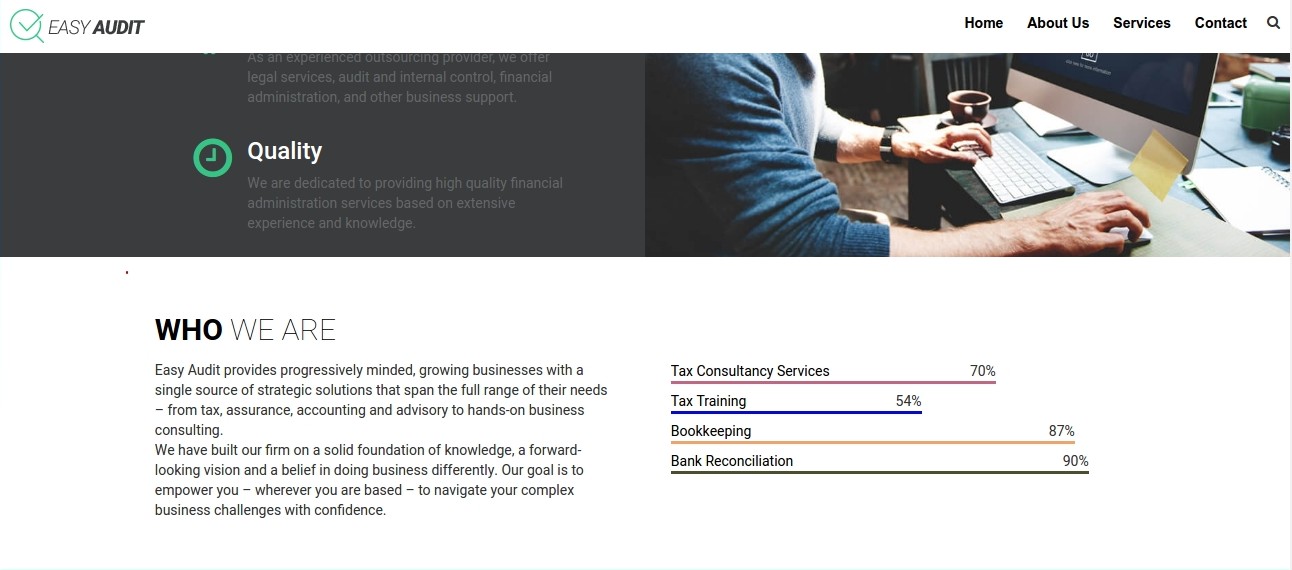 EASY AUDIT
Home About Us Services Contact
As an experienced outsourcing provider, we offer
legal services, audit and internal control, financial
administration, and other business support.
Quality
We are dedicated to providing high quality financial
administration services based on extensive
experience and knowledge.
WHO WE ARE
Easy Audit provides progressively minded, growing businesses with a
single source of strategic solutions that span the full range of their needs
– from tax, assurance, accounting and advisory to hands-on business
consulting.
We have built our firm on a solid foundation of knowledge, a forward-
looking vision and a belief in doing business differently. Our goal is to
empower you – wherever you are based – to navigate your complex
business challenges with confidence.
Tax Consultancy Services 70%
Tax Training 54%
Bookkeeping 87%
Bank Reconciliation 90%